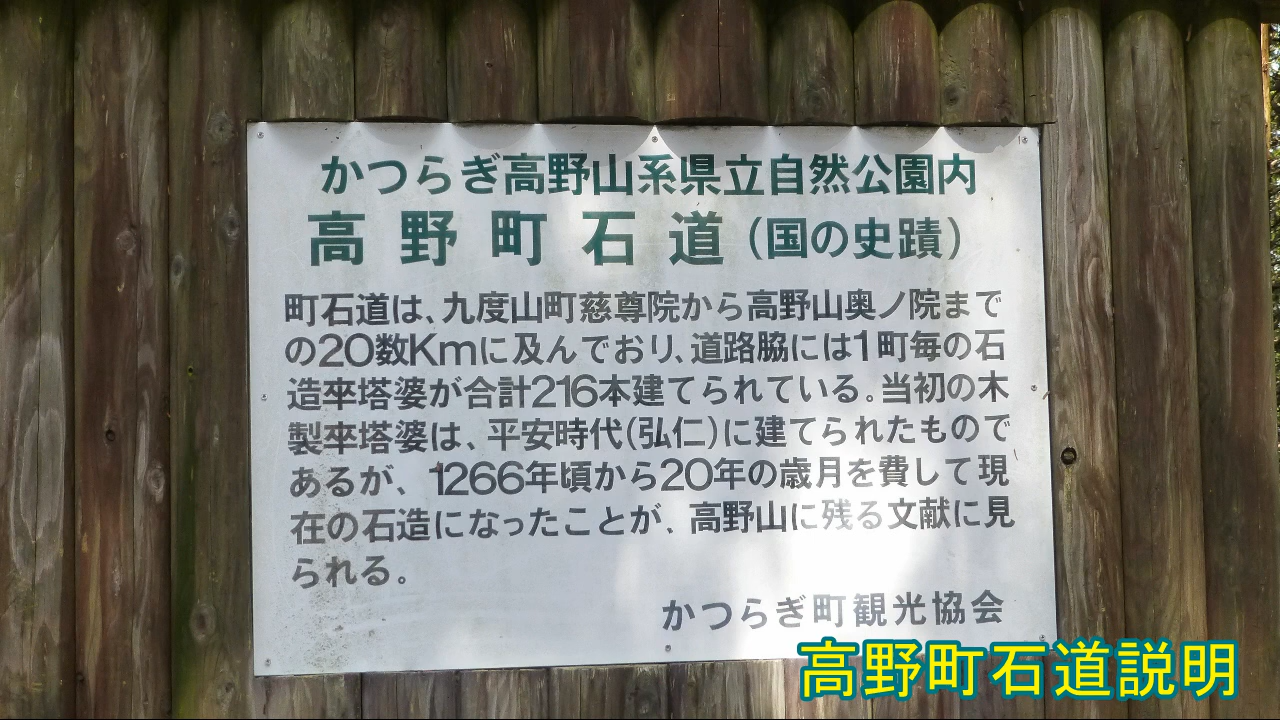 かつらぎ高野山系県立自然公園内
高野町石道（国の史蹟）
町石道は､九度山町慈尊院から高野山奥ノ院まで
の20数Kmに及んでおり､道路脇には1町毎の石
造卒塔婆が合計216本建てられている。当初の木
製卒塔婆は、平安時代(弘仁)に建てられたもので
あるが、1266年頃から20年の歳月を費して現
在の石造になったことが、高野山に残る文献に見
られる。
かつらぎ町観光協会
高野町石道説明